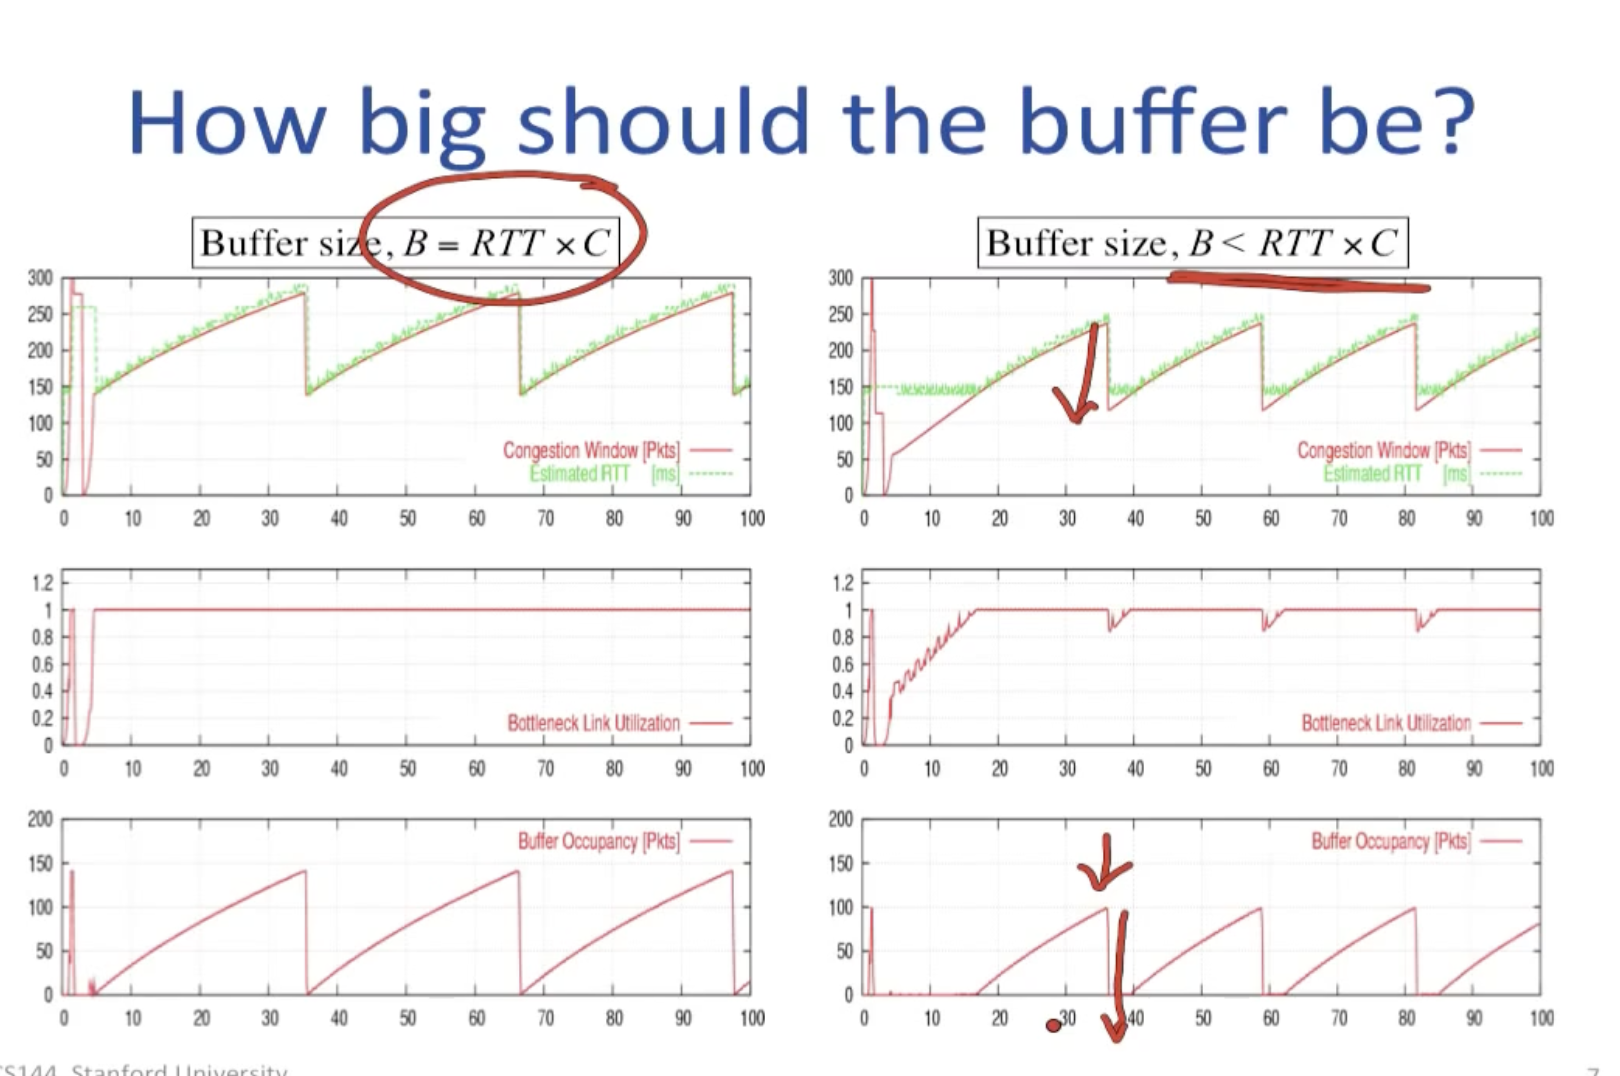 How big should the buffer be?
Buffer size, B = RTT × C
Buffer size, B < RTT × C
300
250
200
150
100
50
0
Congestion Window [Pkts]
Estimated RTT [ms]
0 10 20 30 40 50 60 70 80 90 100
300
250
200
150
100
50
0
Congestion Window [Pkts]
Estimated RTT [ms]
0 10 20 30 40 50 60 70 80 90 100
1.2
1
0.8
0.6
0.4
0.2
0
Bottleneck Link Utilization
0 10 20 30 40 50 60 70 80 90 100
1.2
1
0.8
0.6
0.4
0.2
0
Bottleneck Link Utilization
0 10 20 30 40 50 60 70 80 90 100
200
150
100
50
0
Buffer Occupancy [Pkts]
0 10 20 30 40 50 60 70 80 90 100
200
150
100
50
0
Buffer Occupancy [Pkts]
0 10 20 30 40 50 60 70 80 90 100
CS144, Stanford University
7